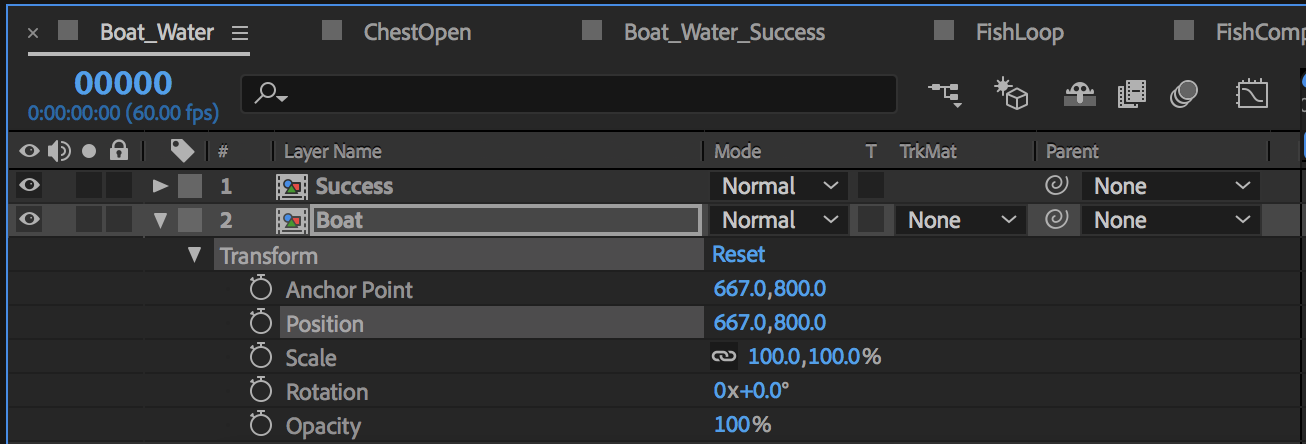 × Boat_Water ChestOpen Boat_Water_Success FishLoop FishComp
00000
0:00:00:00 (60.00 fps)
# Layer Name Mode T TrkMat Parent
1 Success Normal None
2 Boat Normal None None
Transform Reset
Anchor Point 667.0,800.0
Position 667.0,800.0
Scale 100.0,100.0%
Rotation 0x+0.0°
Opacity 100%